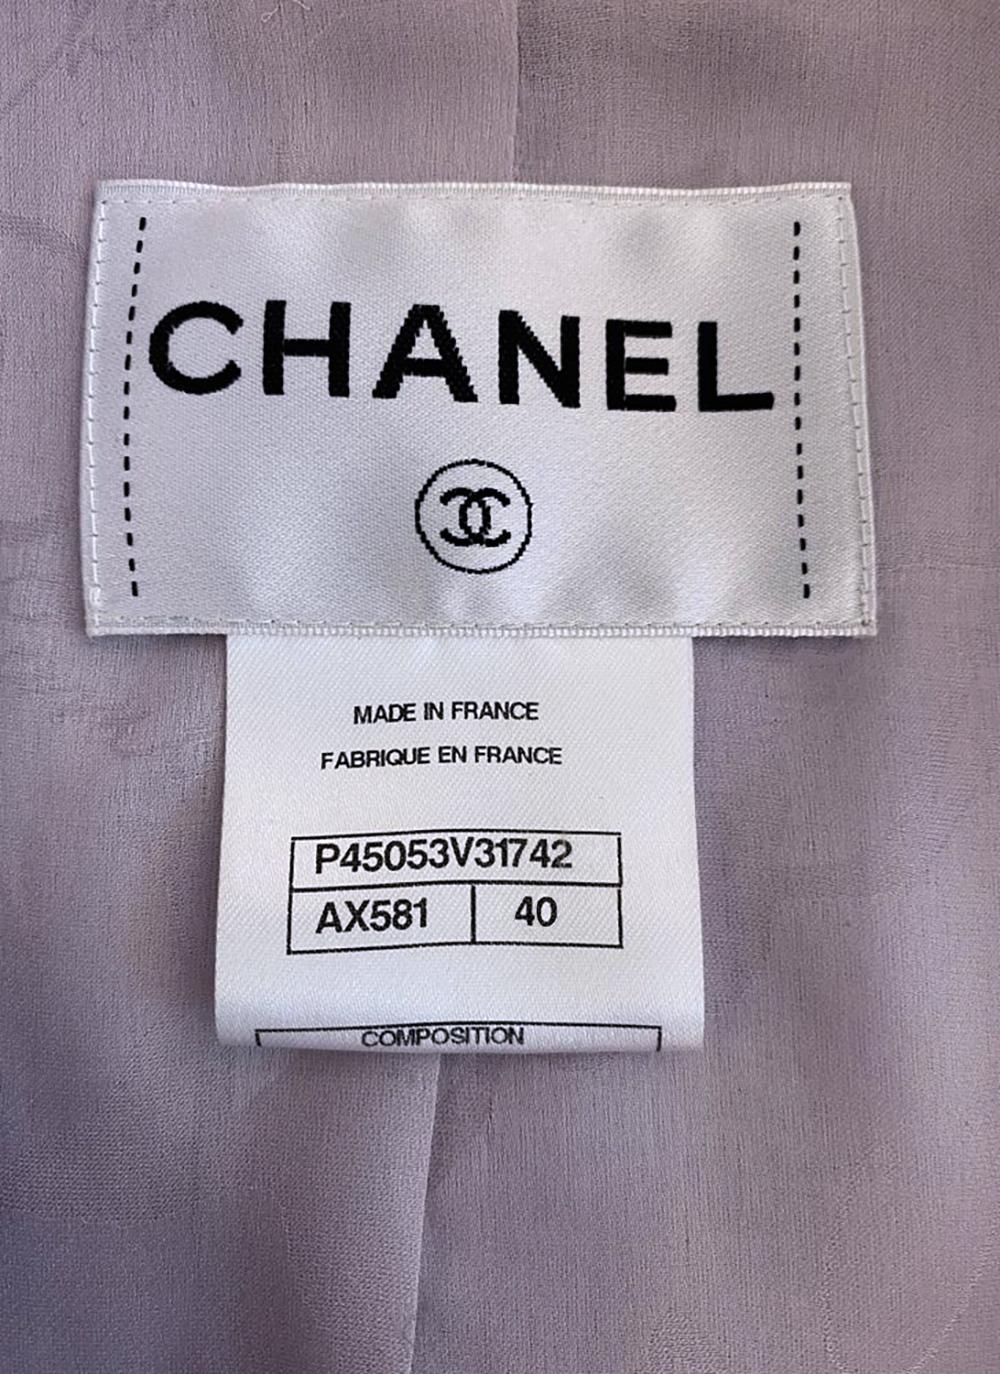 CHANEL
MADE IN FRANCE
FABRIQUE EN FRANCE
P45053V31742
AX581 40
COMPOSITION